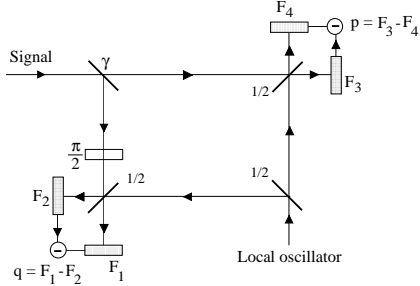 F₄
p = F₃-F₄
Signal
γ
F₃
1/2
π/2
F₂
1/2
1/2
F₁
q = F₁-F₂
Local oscillator